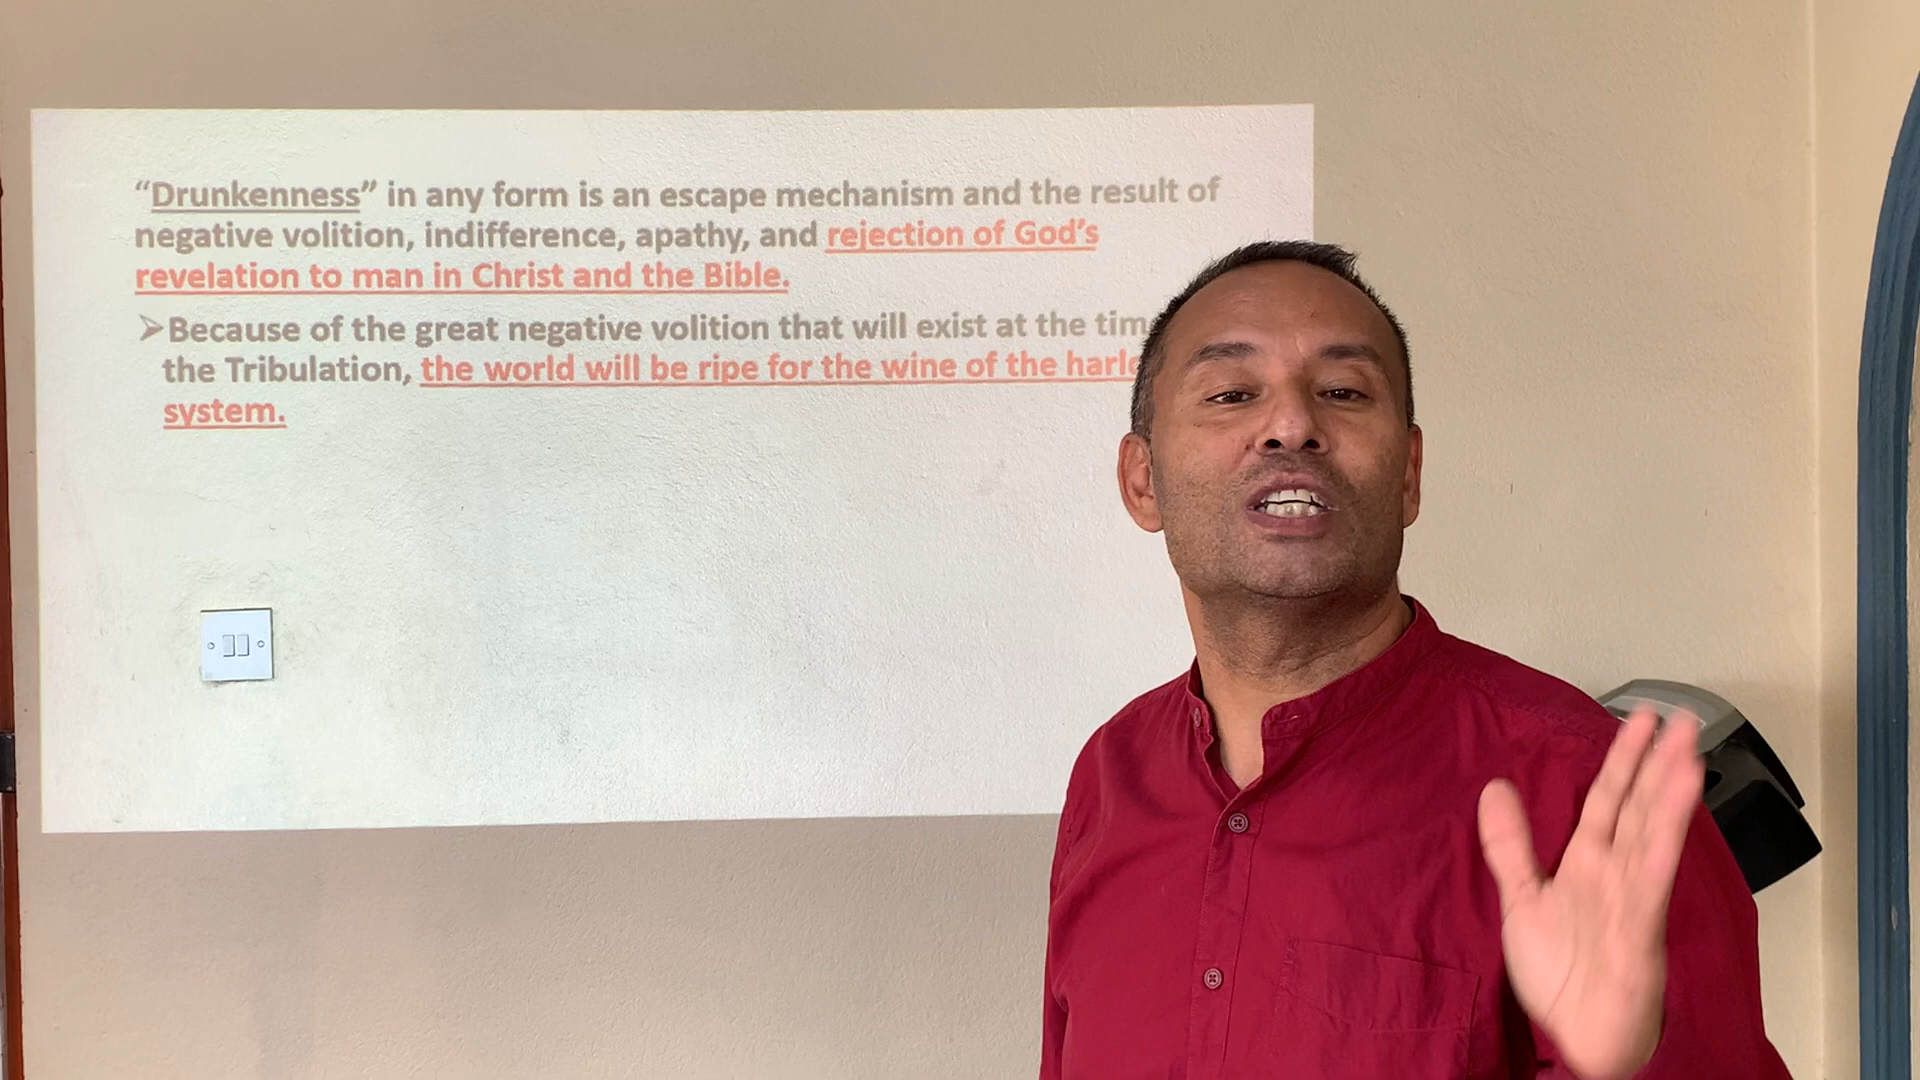 “Drunkenness” in any form is an escape mechanism and the result of
negative volition, indifference, apathy, and rejection of God’s
revelation to man in Christ and the Bible.
➢Because of the great negative volition that will exist at the
the Tribulation, the world will be ripe for the wine of the
system.